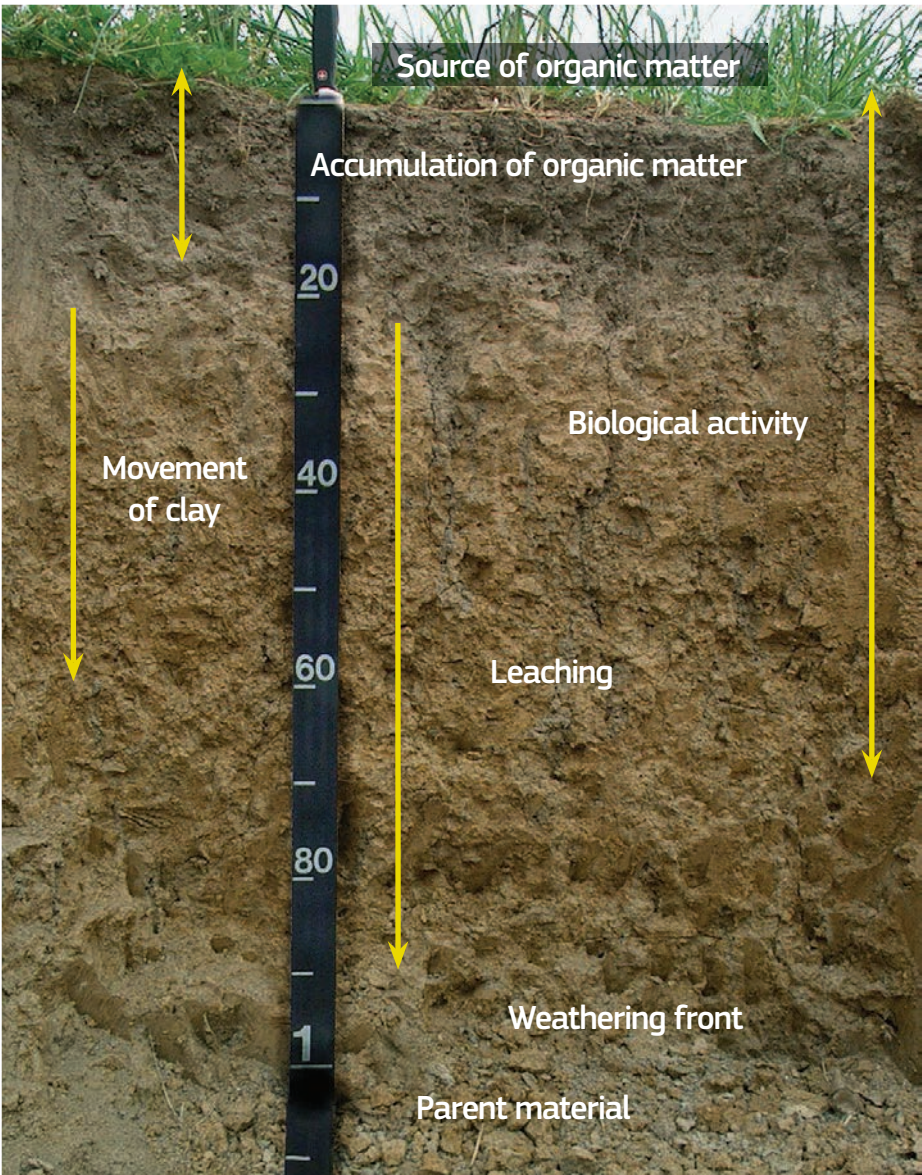 Source of organic matter
Accumulation of organic matter
20
Biological activity
Movement
of clay
40
60
Leaching
80
Weathering front
1
Parent material